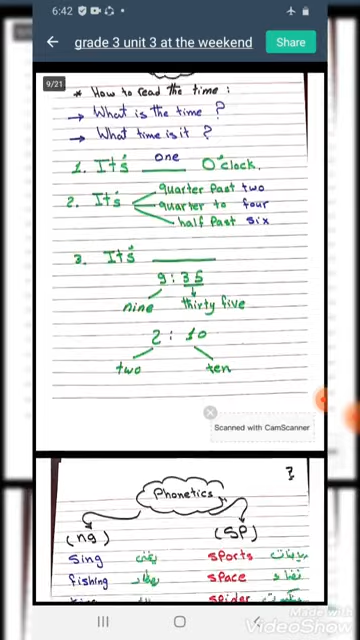 6:42
grade 3 unit 3 at the weekend
Share
9/21
* How to read the time :
→ What is the time ?
→ What time is it ?
1. It's one O'clock.
2. It's quarter past two
quarter to four
half past six
3. It's
9 : 35
nine thirty five
2 : 10
two ten
Scanned with CamScanner
Phonetics
(ng) (sp)
sing يغنى sports
fishing space
spider
Made with
VideoShow